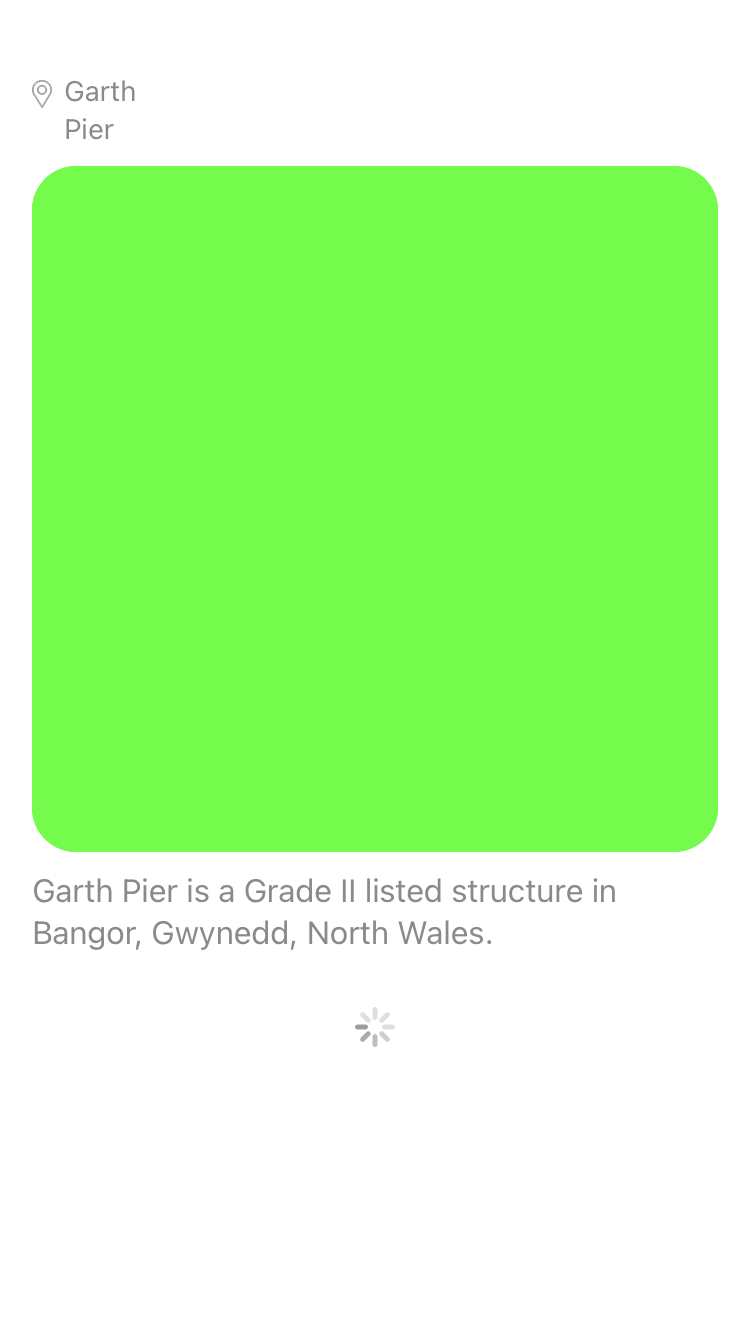 Garth
Pier
Garth Pier is a Grade II listed structure in
Bangor, Gwynedd, North Wales.